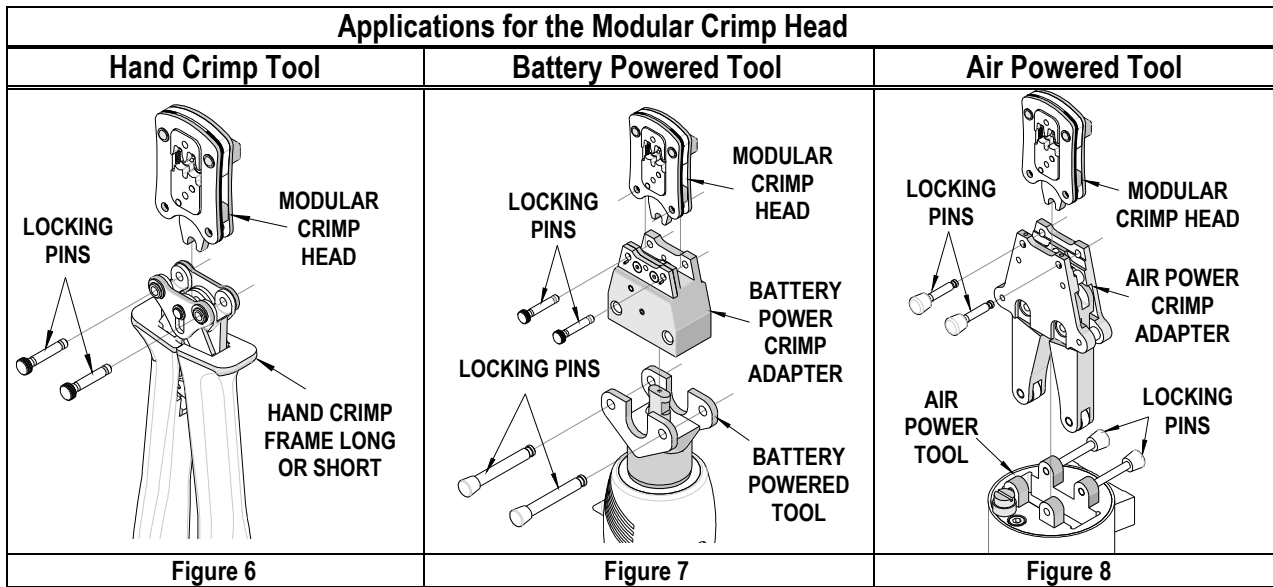 Applications for the Modular Crimp Head
Hand Crimp Tool
Battery Powered Tool
Air Powered Tool
LOCKING
PINS
MODULAR
CRIMP
HEAD
HAND CRIMP
FRAME LONG
OR SHORT
LOCKING
PINS
MODULAR
CRIMP
HEAD
BATTERY
POWER
CRIMP
ADAPTER
LOCKING PINS
BATTERY
POWERED
TOOL
LOCKING
PINS
MODULAR
CRIMP HEAD
AIR POWER
CRIMP
ADAPTER
AIR
POWER
TOOL
LOCKING
PINS
Figure 6
Figure 7
Figure 8